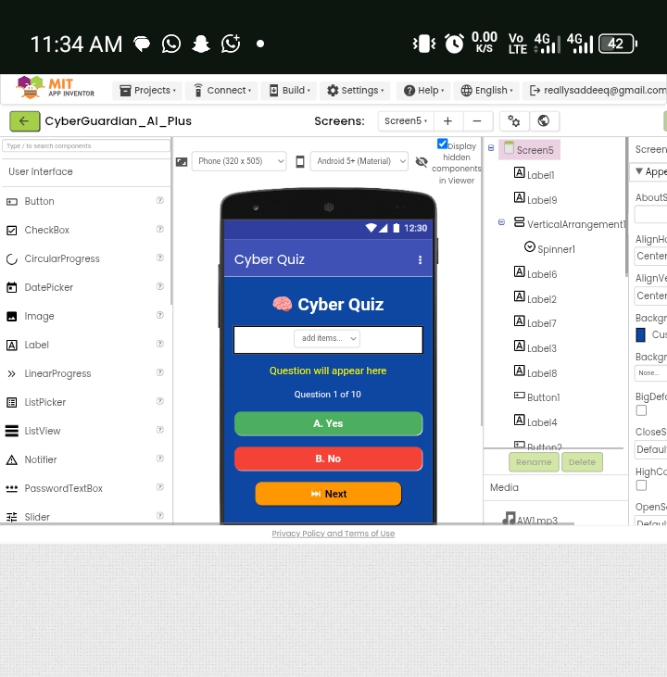 11:34 AM
0.00 K/S Vo LTE 4G 4G 42
MIT APP INVENTOR
Projects Connect Build Settings Help English reallysaddeeq@gmail.com
CyberGuardian_AI_Plus Screens: Screen5 + −
Type / to search components
User Interface
Button
CheckBox
CircularProgress
DatePicker
Image
Label
LinearProgress
ListPicker
ListView
Notifier
PasswordTextBox
Slider
Phone (320 x 505) Android 5+ (Material)
Display hidden components in Viewer
12:30
Cyber Quiz
🧠 Cyber Quiz
add items...
Question will appear here
Question 1 of 10
A. Yes
B. No
⏭ Next
Screen5
Label1
Label9
VerticalArrangement1
Spinner1
Label6
Label2
Label7
Label3
Label8
Button1
Label4
Button2
Rename Delete
Media
AW1.mp3
Screen
Appe
AboutS
AlignHo
Center
AlignVe
Center
Backgr
Cus
Backgr
None...
BigDefa
CloseS
Defaul
HighCo
OpenSc
Default
Privacy Policy and Terms of Use